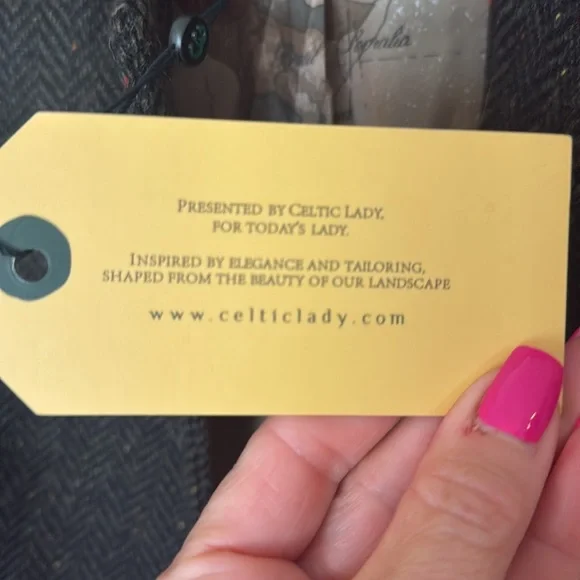 Somalia
Presented by Celtic Lady,
for today's lady.
Inspired by elegance and tailoring,
shaped from the beauty of our landscape
www.celticlady.com